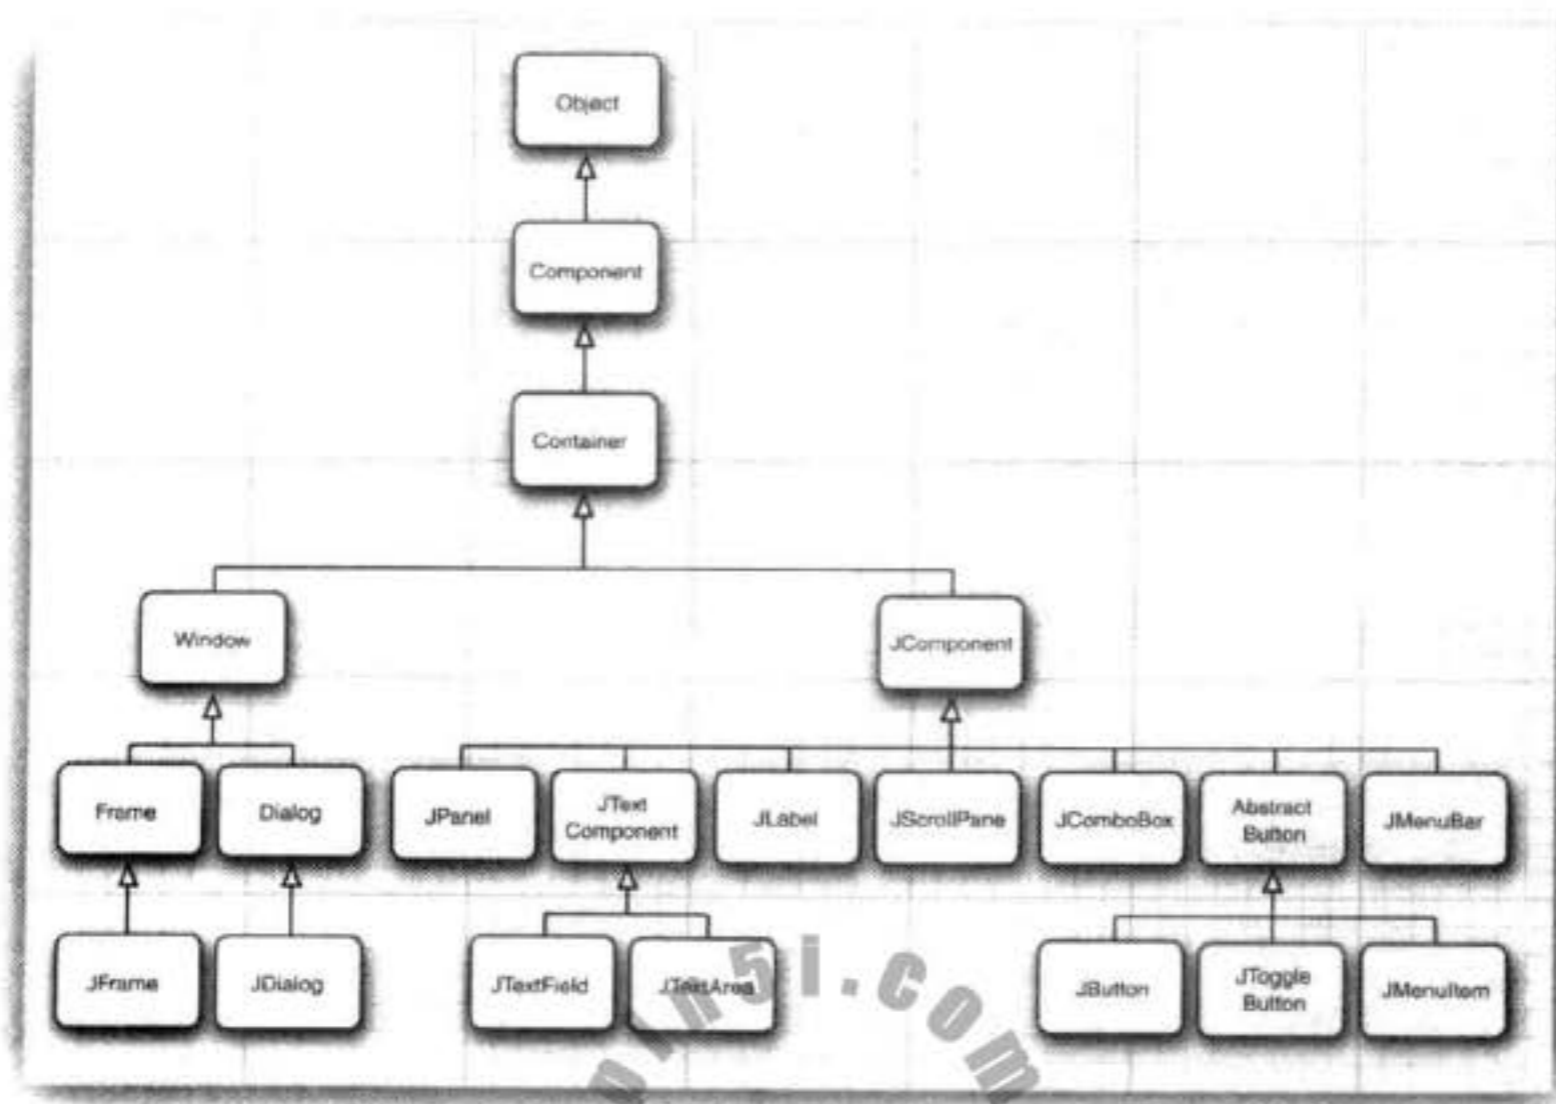 Object
Component
Container
Window
JComponent
Frame
Dialog
JPanel
JText
Component
JLabel
JScrollPane
JComboBox
Abstract
Button
JMenuBar
JFrame
JDialog
JTextField
JTextArea
JButton
JToggle
Button
JMenuItem